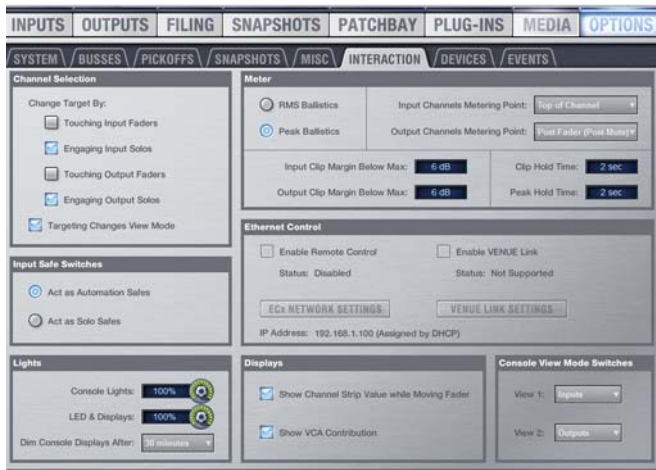 INPUTS OUTPUTS FILING SNAPSHOTS PATCHBAY PLUG-INS MEDIA OPTIONS
SYSTEM BUSSES PICKOFFS SNAPSHOTS MISC INTERACTION DEVICES EVENTS
Channel Selection
Change Target By:
Touching Input Faders
Engaging Input Solos
Touching Output Faders
Engaging Output Solos
Targeting Changes View Mode
Meter
RMS Ballistics
Input Channels Metering Point: Top of Channel
Peak Ballistics
Output Channels Metering Point: Post Fader (Post Mute)
Input Clip Margin Below Max: 6 dB
Clip Hold Time: 2 sec
Output Clip Margin Below Max: 6 dB
Peak Hold Time: 2 sec
Input Safe Switches
Act as Automation Safes
Act as Solo Safes
Ethernet Control
Enable Remote Control
Enable VENUE Link
Status: Disabled
Status: Not Supported
ECx NETWORK SETTINGS
VENUE LINK SETTINGS
IP Address: 192.168.1.100 (Assigned by DHCP)
Lights
Console Lights: 100%
LED & Displays: 100%
Dim Console Displays After: 30 minutes
Displays
Show Channel Strip Value while Moving Fader
Show VCA Contribution
Console View Mode Switches
View 1: Inputs
View 2: Outputs